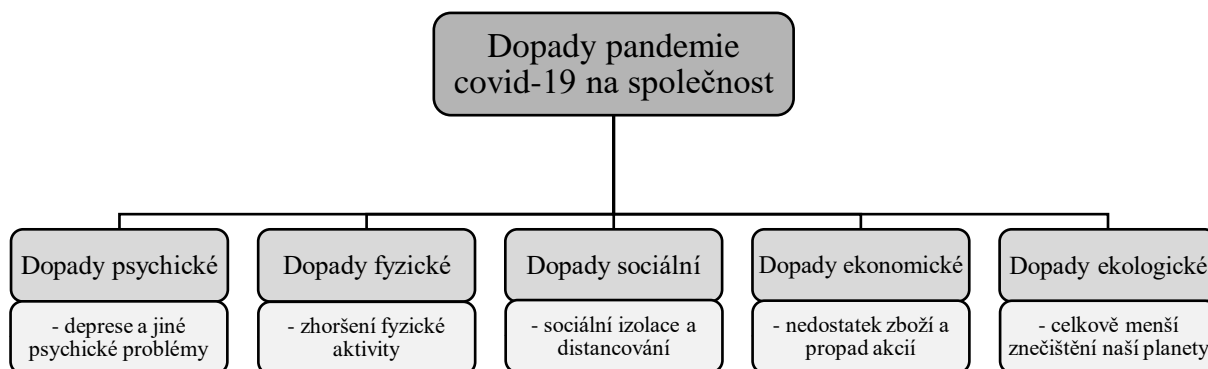 Dopady pandemie
covid-19 na společnost
Dopady psychické
- deprese a jiné
psychické problémy
Dopady fyzické
- zhoršení fyzické
aktivity
Dopady sociální
- sociální izolace a
distancování
Dopady ekonomické
- nedostatek zboží a
propad akcií
Dopady ekologické
- celkově menší
znečištění naší planety